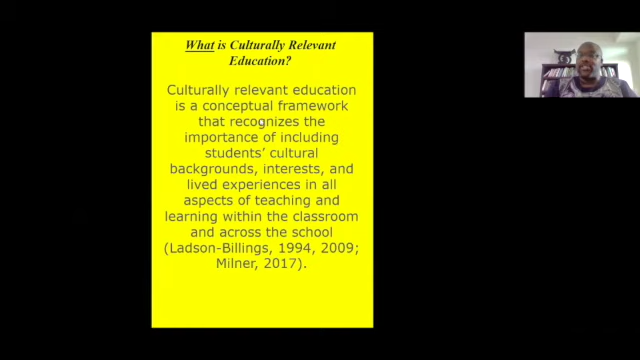 What is Culturally Relevant
Education?
Culturally relevant education
is a conceptual framework
that recognizes the
importance of including
students' cultural
backgrounds, interests, and
lived experiences in all
aspects of teaching and
learning within the classroom
and across the school
(Ladson-Billings, 1994, 2009;
Milner, 2017).